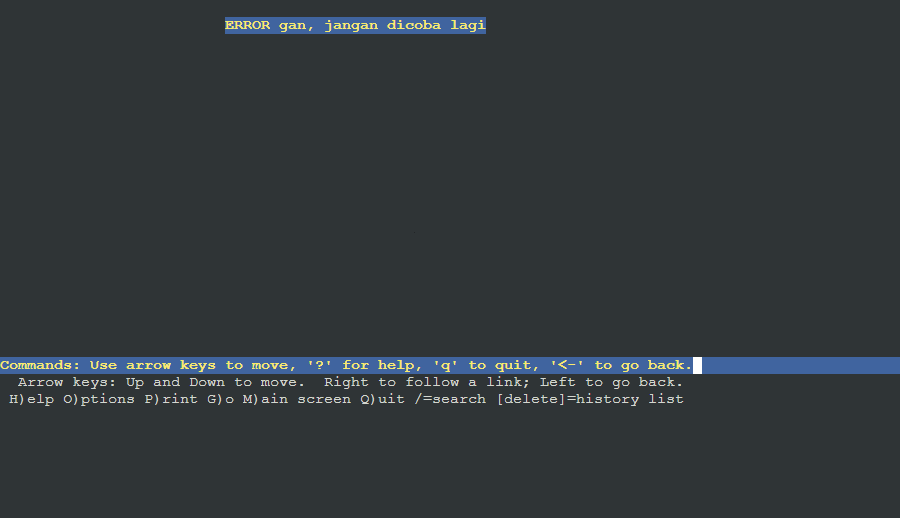 ERROR gan, jangan dicoba lagi
Commands: Use arrow keys to move, '?' for help, 'q' to quit, '<-' to go back.
Arrow keys: Up and Down to move.  Right to follow a link; Left to go back.
H)elp O)ptions P)rint G)o M)ain screen Q)uit /=search [delete]=history list